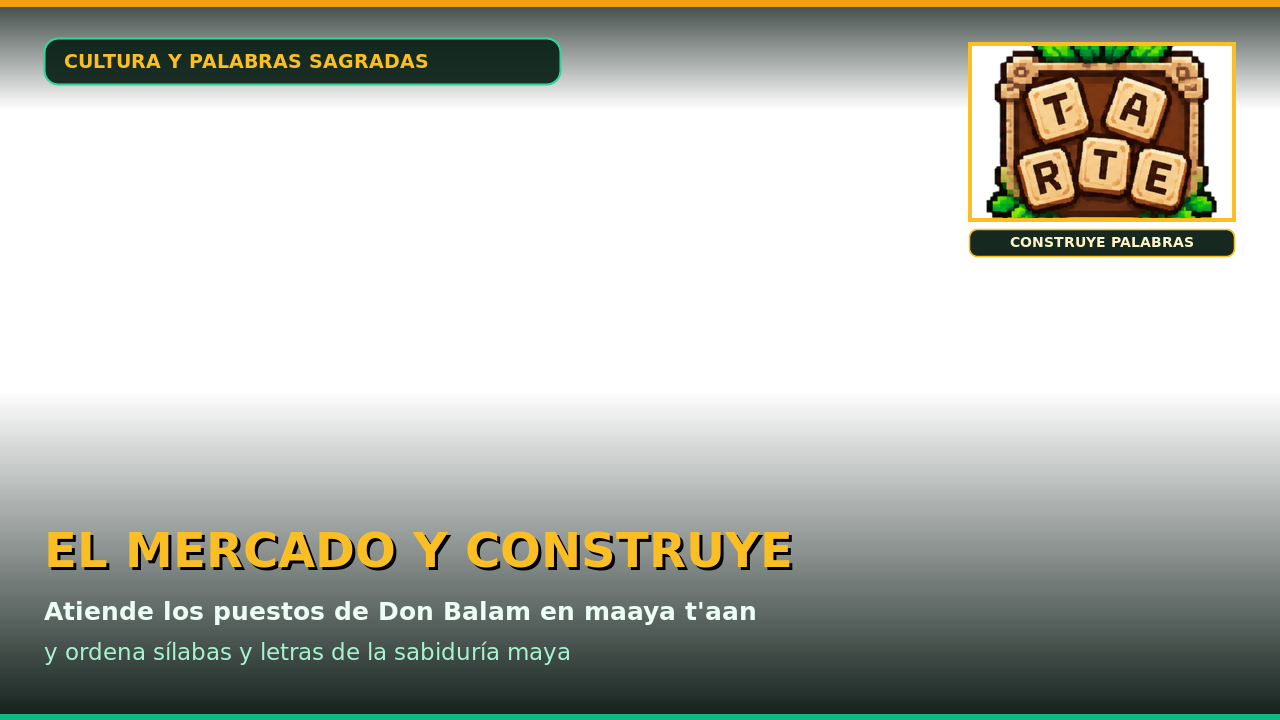 CULTURA Y PALABRAS SAGRADAS
T A
R T E
CONSTRUYE PALABRAS
EL MERCADO Y CONSTRUYE
Atiende los puestos de Don Balam en maaya t'aan
y ordena sílabas y letras de la sabiduría maya